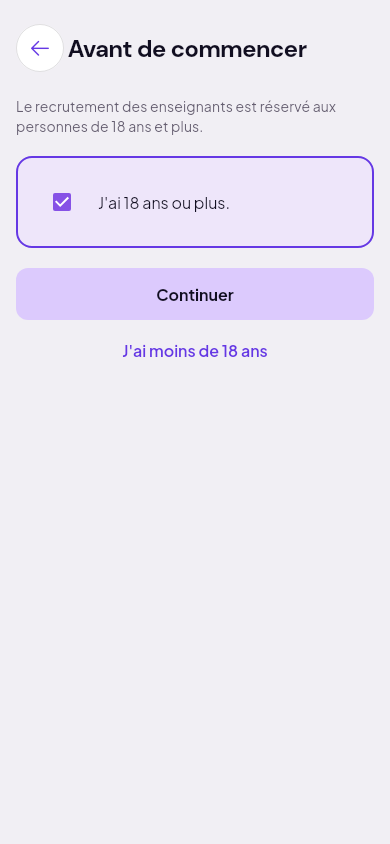 Avant de commencer
Le recrutement des enseignants est réservé aux
personnes de 18 ans et plus.
J'ai 18 ans ou plus.
Continuer
J'ai moins de 18 ans